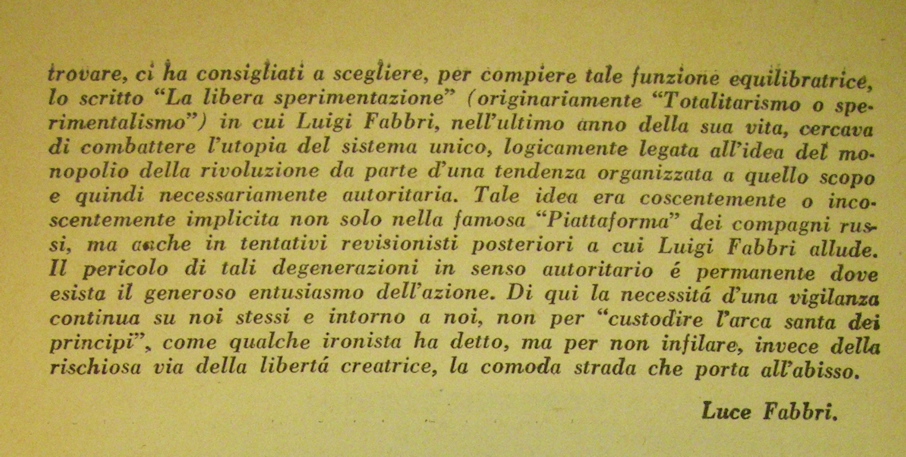 trovare, ci ha consigliati a scegliere, per compiere tale funzione equilibratrice,
lo scritto “La libera sperimentazione” (originariamente “Totalitarismo o spe-
rimentalismo”) in cui Luigi Fabbri, nell’ultimo anno della sua vita, cercava
di combattere l’utopia del sistema unico, logicamente legata all’idea del mo-
nopolio della rivoluzione da parte d’una tendenza organizzata a quello scopo
e quindi necessariamente autoritaria. Tale idea era coscentemente o inco-
scentemente implicita non solo nella famosa “Piattaforma” dei compagni rus-
si, ma anche in tentativi revisionisti posteriori a cui Luigi Fabbri allude.
Il pericolo di tali degenerazioni in senso autoritario é permanente dove
esista il generoso entusiasmo dell’azione. Di qui la necessitá d’una vigilanza
continua su noi stessi e intorno a noi, non per “custodire l’arca santa dei
principi”, come qualche ironista ha detto, ma per non infilare, invece della
rischiosa via della libertá creatrice, la comoda strada che porta all’abisso.
Luce Fabbri.